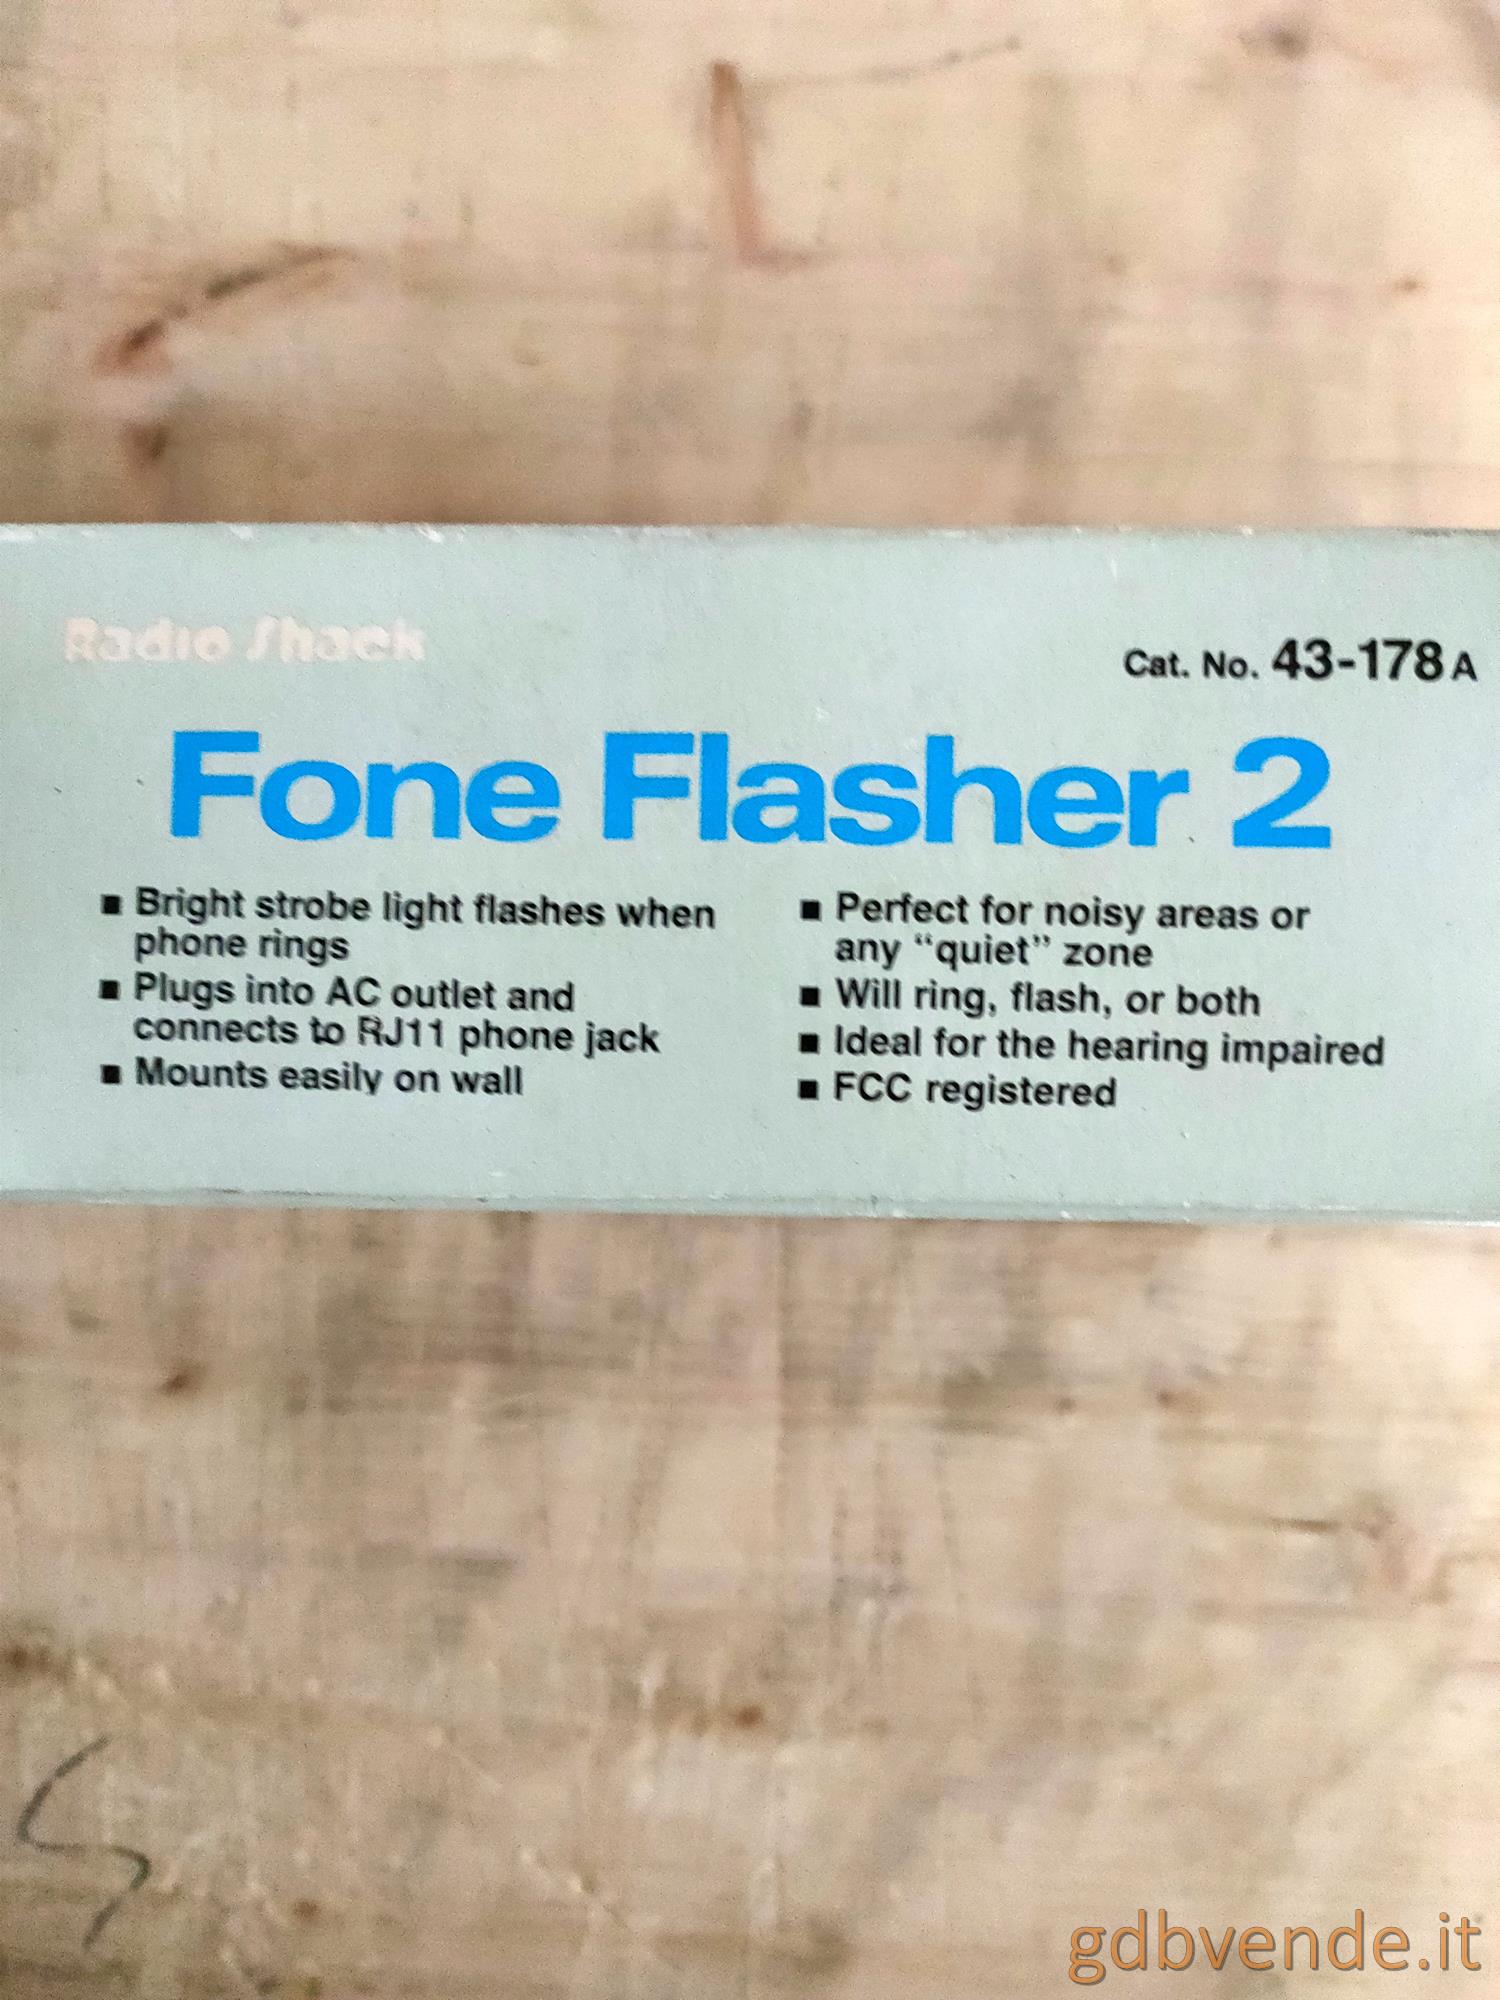 Radio Shack
Cat. No. 43-178 A
Fone Flasher 2
■ Bright strobe light flashes when
phone rings
■ Plugs into AC outlet and
connects to RJ11 phone jack
■ Mounts easily on wall
■ Perfect for noisy areas or
any “quiet” zone
■ Will ring, flash, or both
■ Ideal for the hearing impaired
■ FCC registered
gdbvende.it